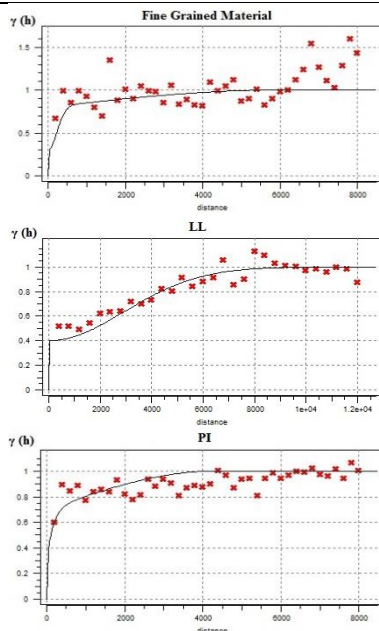 Fine Grained Material
γ (h)
1.5
1
0.5
0
0 2000 4000 6000 8000
distance
LL
γ (h)
1
0.8
0.6
0.4
0.2
0
0 2000 4000 6000 8000 1e+04 1.2e+04
distance
PI
γ (h)
1
0.8
0.6
0.4
0.2
0
0 2000 4000 6000 8000
distance